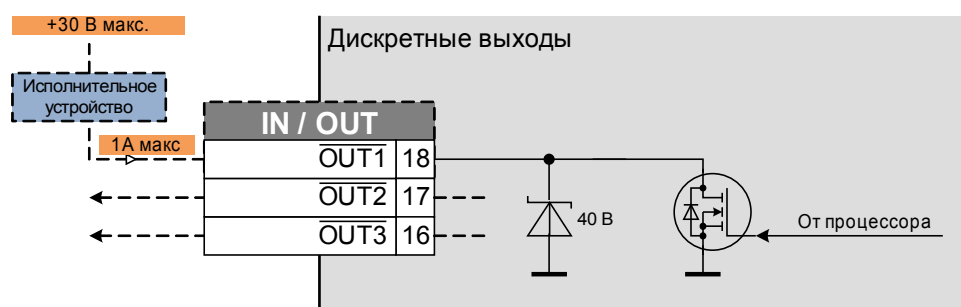 +30 В макс.
Дискретные выходы
Исполнительное
устройство
IN / OUT
1А макс
OUT1 18
OUT2 17
OUT3 16
40 В
От процессора